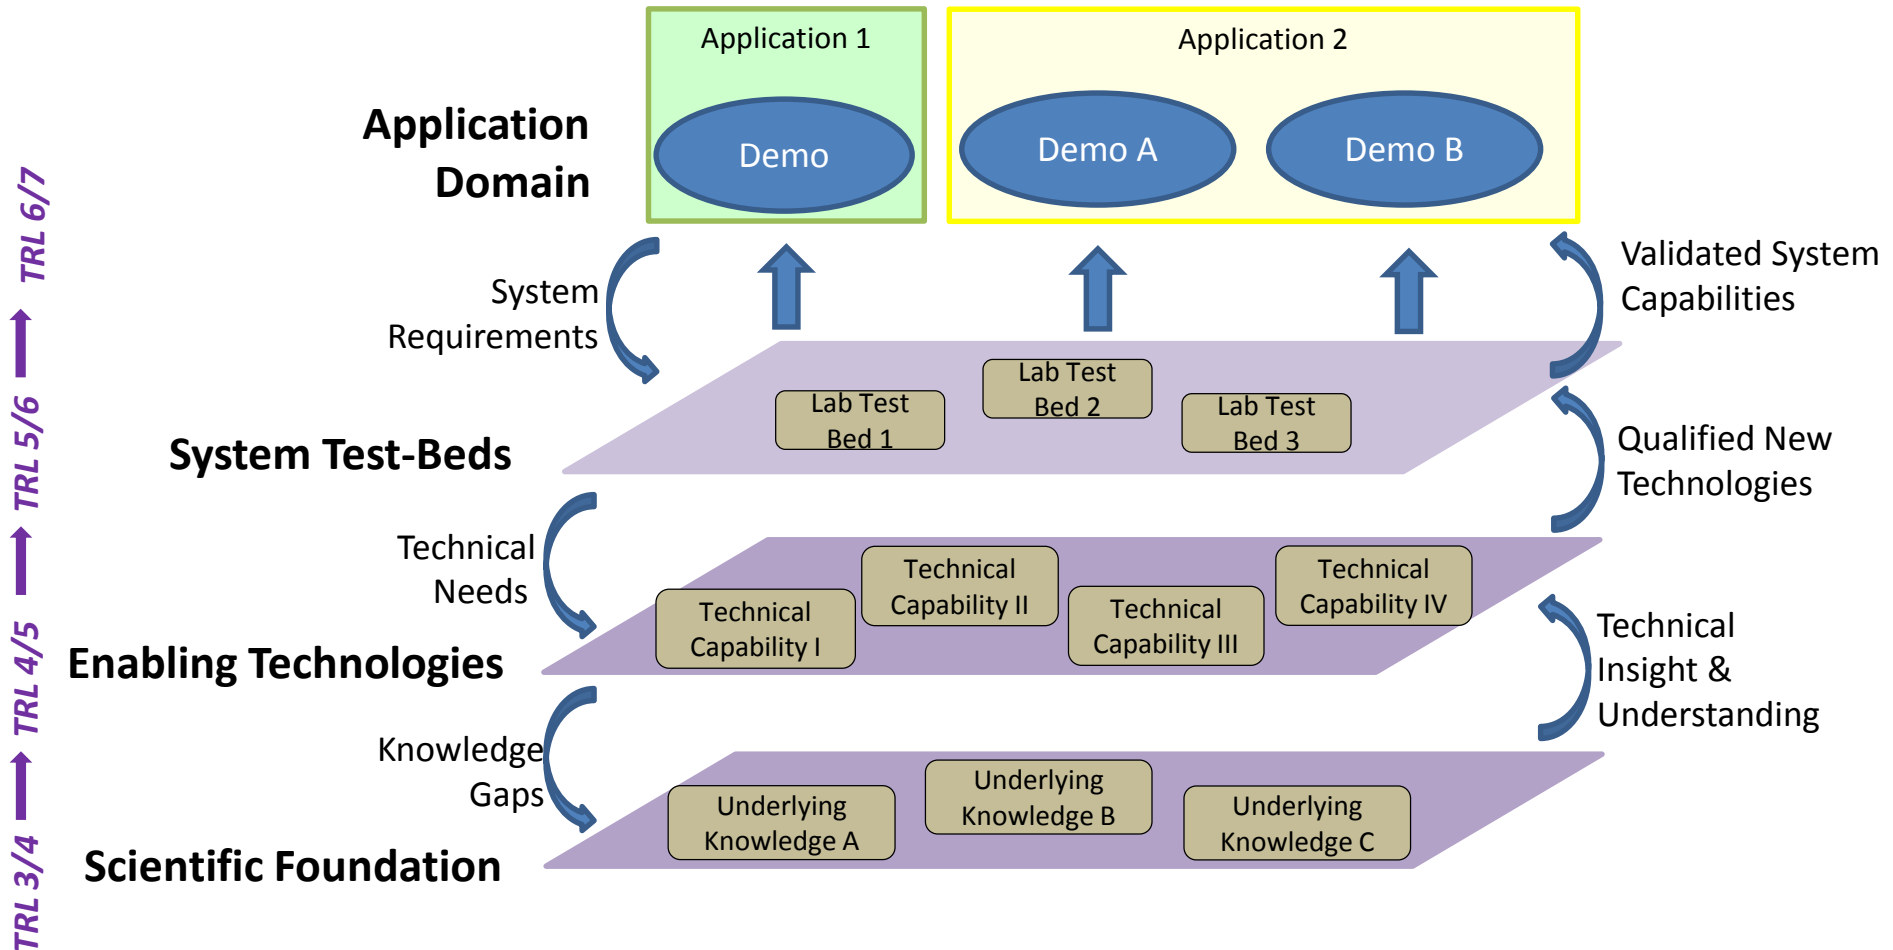 Application 1
Application 2
Application
Domain
Demo
Demo A
Demo B
System
Requirements
Validated System
Capabilities
Lab Test
Bed 1
Lab Test
Bed 2
Lab Test
Bed 3
System Test-Beds
Qualified New
Technologies
Technical
Needs
Technical
Capability I
Technical
Capability II
Technical
Capability III
Technical
Capability IV
Enabling Technologies
Technical
Insight &
Understanding
Knowledge
Gaps
Underlying
Knowledge A
Underlying
Knowledge B
Underlying
Knowledge C
Scientific Foundation
TRL 3/4
TRL 4/5
TRL 5/6
TRL 6/7